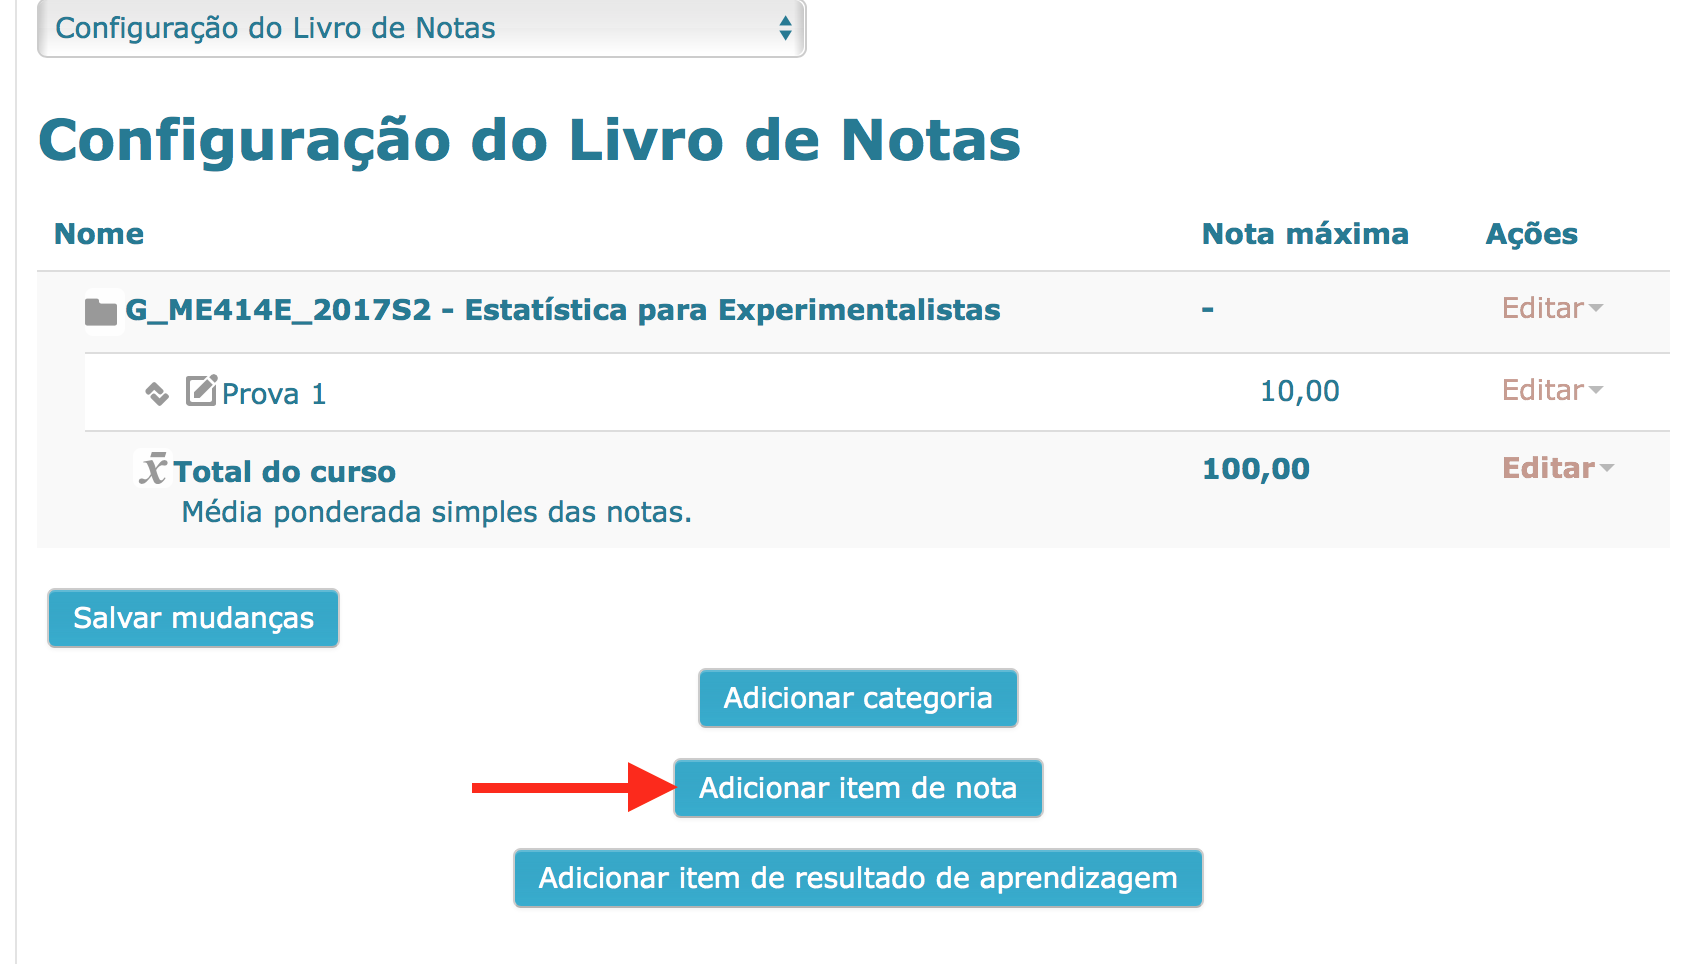 Configuração do Livro de Notas
Configuração do Livro de Notas
Nome Nota máxima Ações
G_ME414E_2017S2 - Estatística para Experimentalistas - Editar
Prova 1 10,00 Editar
x̄ Total do curso 100,00 Editar
Média ponderada simples das notas.
Salvar mudanças
Adicionar categoria
Adicionar item de nota
Adicionar item de resultado de aprendizagem